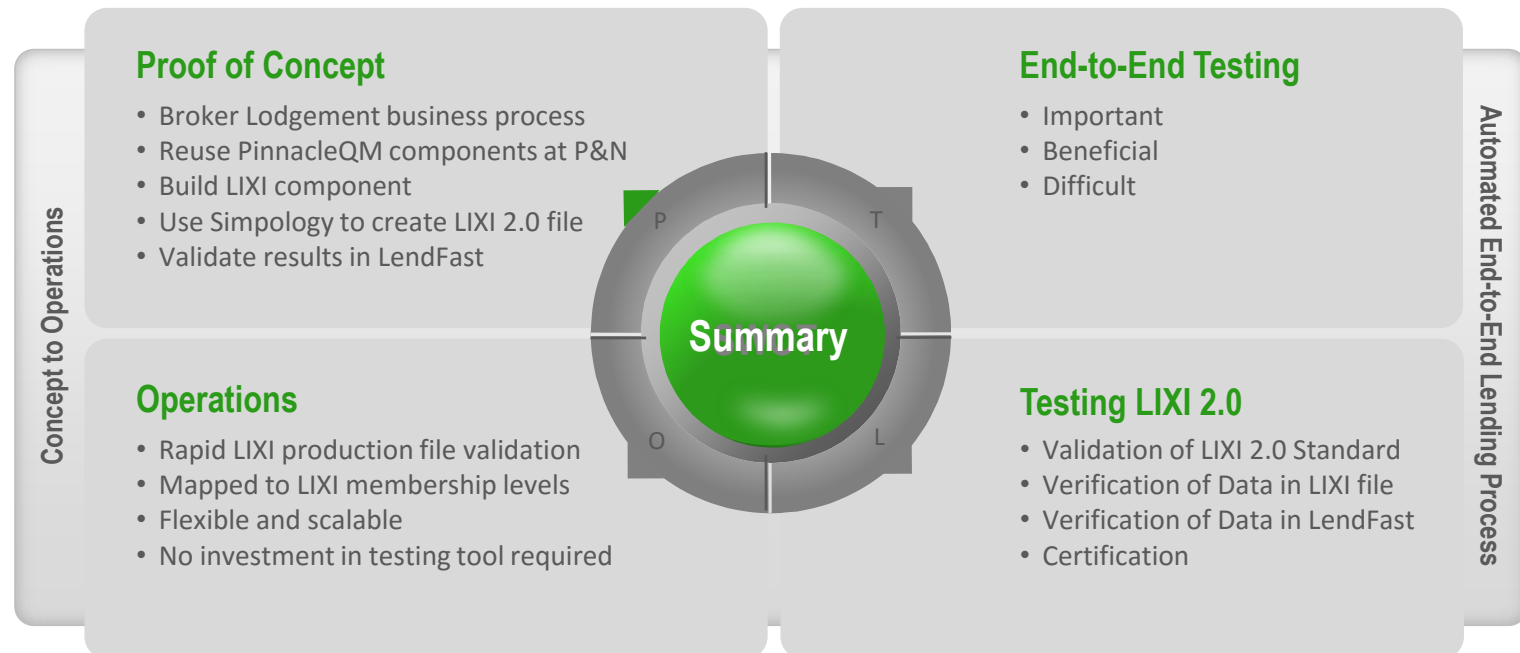 Concept to Operations
Proof of Concept
• Broker Lodgement business process
• Reuse PinnacleQM components at P&N
• Build LIXI component
• Use Simpology to create LIXI 2.0 file
• Validate results in LendFast
End-to-End Testing
• Important
• Beneficial
• Difficult
P
T
SWOT
Summary
O
L
Operations
• Rapid LIXI production file validation
• Mapped to LIXI membership levels
• Flexible and scalable
• No investment in testing tool required
Testing LIXI 2.0
• Validation of LIXI 2.0 Standard
• Verification of Data in LIXI file
• Verification of Data in LendFast
• Certification
Automated End-to-End Lending Process